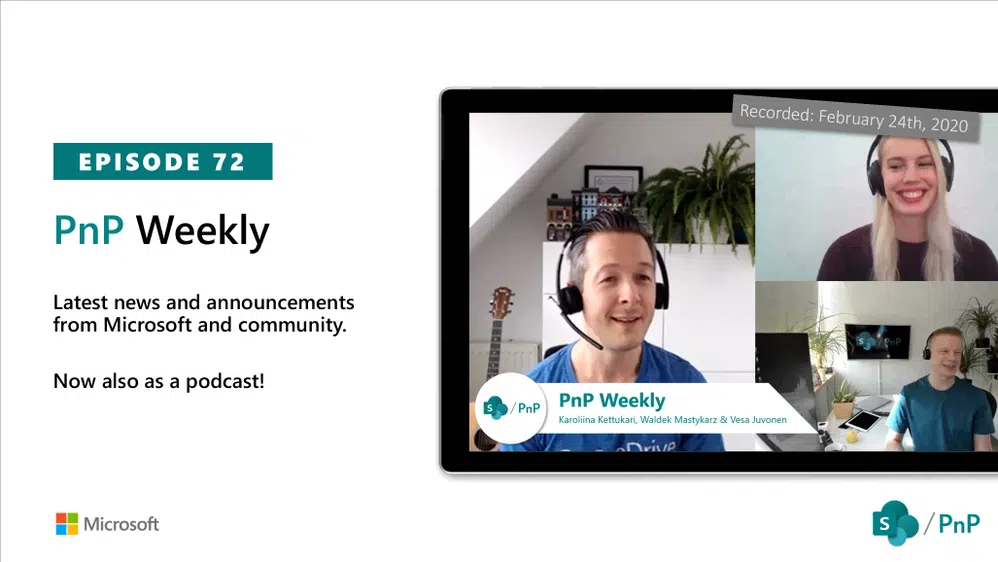 EPISODE 72
PnP Weekly
Latest news and announcements
from Microsoft and community.
Now also as a podcast!
Recorded: February 24th, 2020
S PnP
S / PnP
PnP Weekly
Karoliina Kettukari, Waldek Mastykarz & Vesa Juvonen
Drive
Microsoft
S / PnP